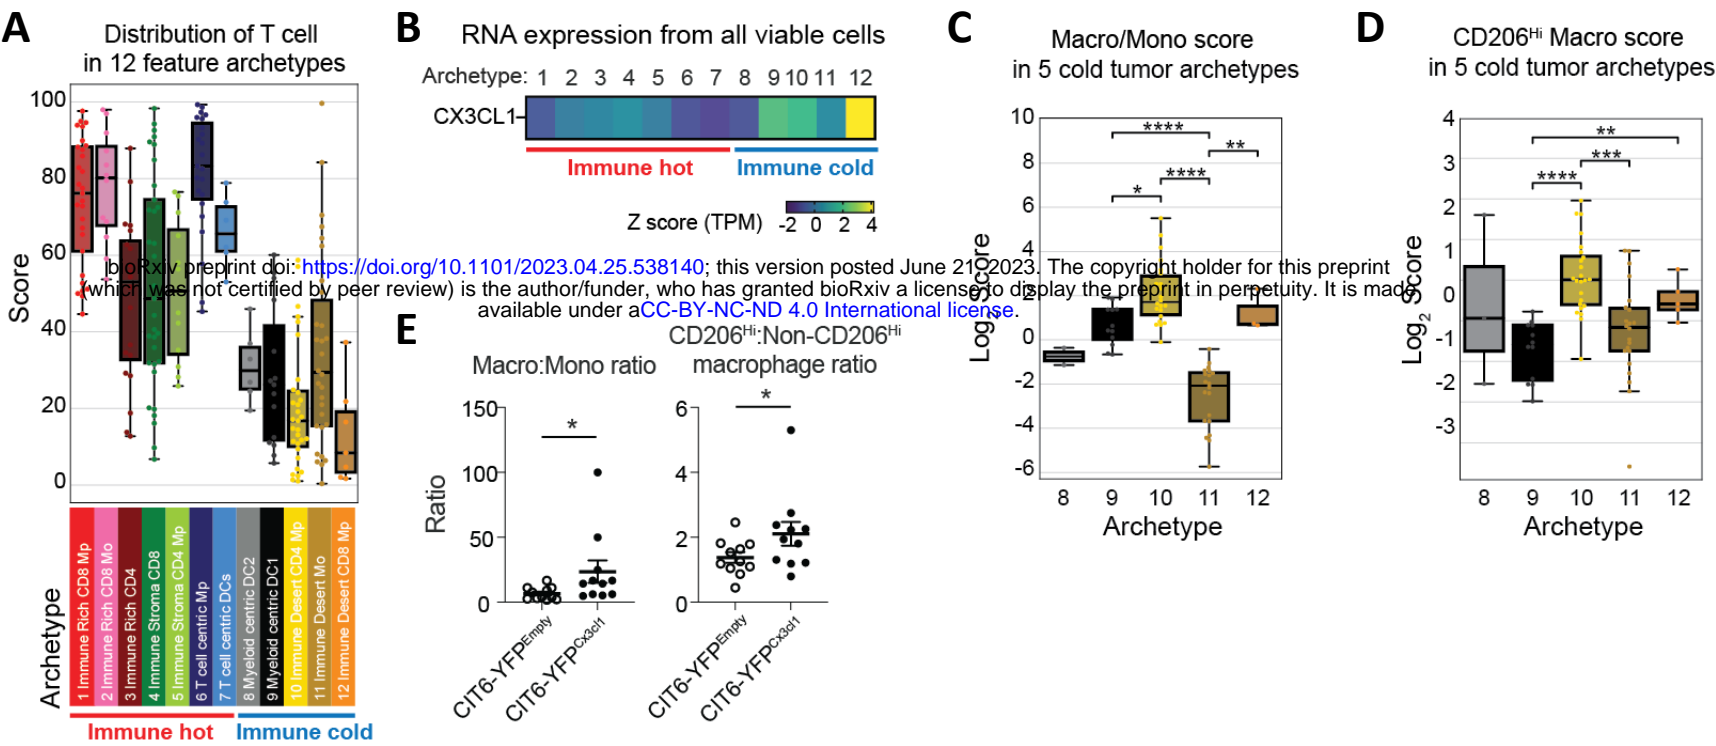 A
Distribution of T cell
in 12 feature archetypes
Score
100
80
60
40
20
0
Archetype
1 Immune Rich CD8 Mp
2 Immune Rich CD8 Mo
3 Immune Rich CD4
4 Immune Stroma CD8
5 Immune Stroma CD4 Mp
6 T cell centric Mp
7 T cell centric DCs
8 Myeloid centric DC2
9 Myeloid centric DC1
10 Immune Desert CD4 Mp
11 Immune Desert Mo
12 Immune Desert CD8 Mp
Immune hot
Immune cold
B
RNA expression from all viable cells
Archetype: 1 2 3 4 5 6 7 8 9 10 11 12
CX3CL1
Immune hot
Immune cold
Z score (TPM)
-2 0 2 4
bioRxiv preprint doi: https://doi.org/10.1101/2023.04.25.538140; this version posted June 21, 2023. The copyright holder for this preprint
(which was not certified by peer review) is the author/funder, who has granted bioRxiv a license to display the preprint in perpetuity. It is made
available under aCC-BY-NC-ND 4.0 International license.
E
Macro:Mono ratio
Ratio
150
100
50
0
*
CIT6-YFPEmpty
CIT6-YFPCx3cl1
CD206Hi:Non-CD206Hi
macrophage ratio
6
4
2
0
*
CIT6-YFPEmpty
CIT6-YFPCx3cl1
C
Macro/Mono score
in 5 cold tumor archetypes
Log2 Score
10
8
6
4
2
0
-2
-4
-6
****
**
****
*
8 9 10 11 12
Archetype
D
CD206Hi Macro score
in 5 cold tumor archetypes
Log2 Score
4
3
2
1
0
-1
-2
-3
**
***
****
8 9 10 11 12
Archetype